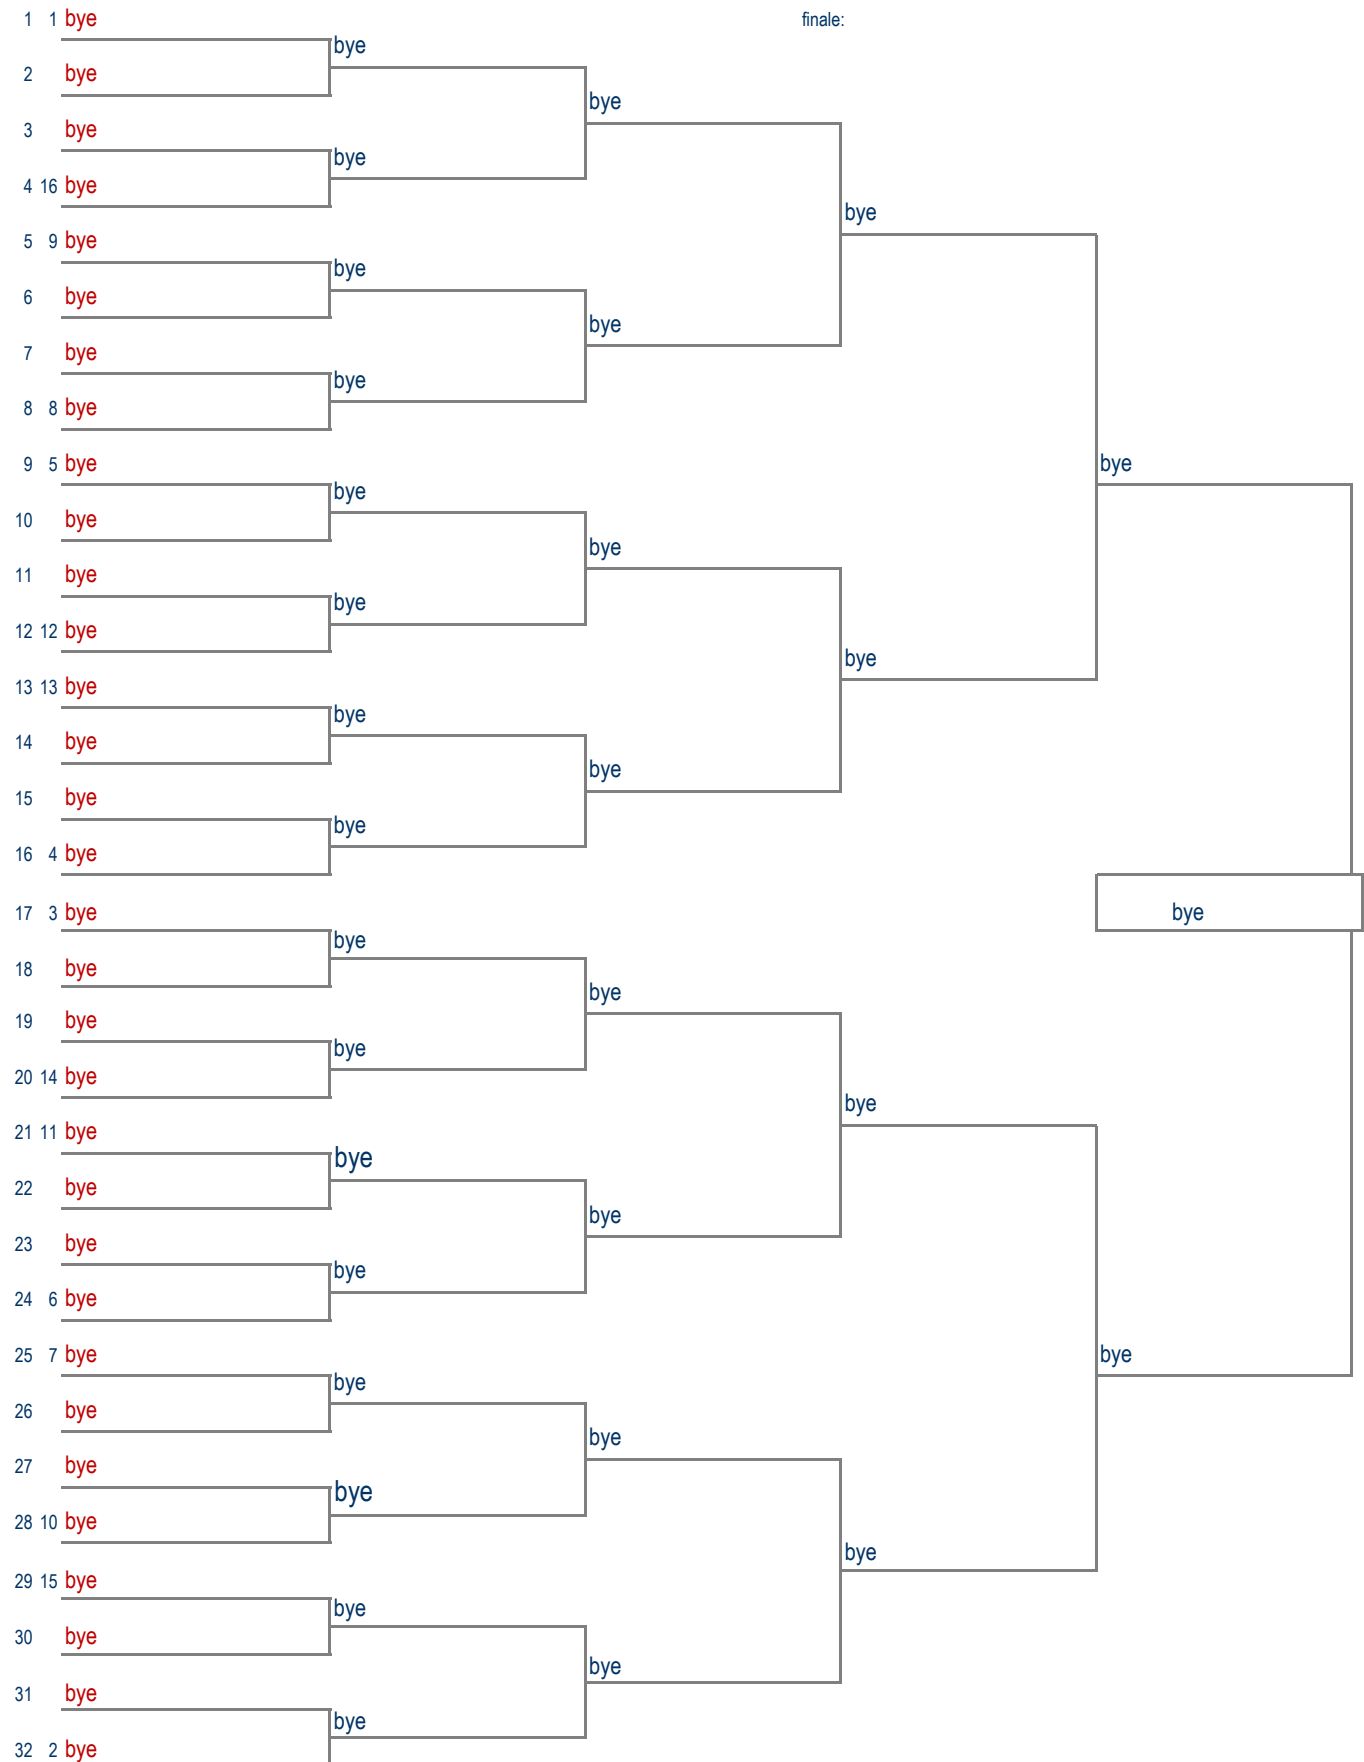 1 1 bye finale:
bye
2 bye
bye
3 bye
bye
4 16 bye
bye
5 9 bye
bye
6 bye
bye
7 bye
bye
8 8 bye
9 5 bye bye
bye
10 bye
bye
11 bye
bye
12 12 bye
bye
13 13 bye
bye
14 bye
bye
15 bye
bye
16 4 bye
17 3 bye bye
bye
18 bye
bye
19 bye
bye
20 14 bye
bye
21 11 bye
bye
22 bye
bye
23 bye
bye
24 6 bye
25 7 bye bye
bye
26 bye
bye
27 bye
bye
28 10 bye
bye
29 15 bye
bye
30 bye
bye
31 bye
bye
32 2 bye